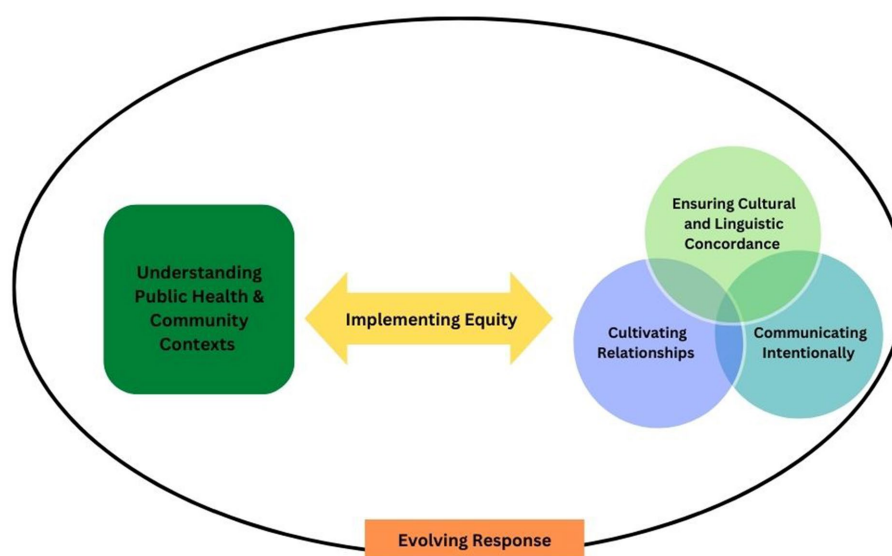 Understanding
Public Health &
Community
Contexts
Implementing Equity
Ensuring Cultural
and Linguistic
Concordance
Cultivating
Relationships
Communicating
Intentionally
Evolving Response